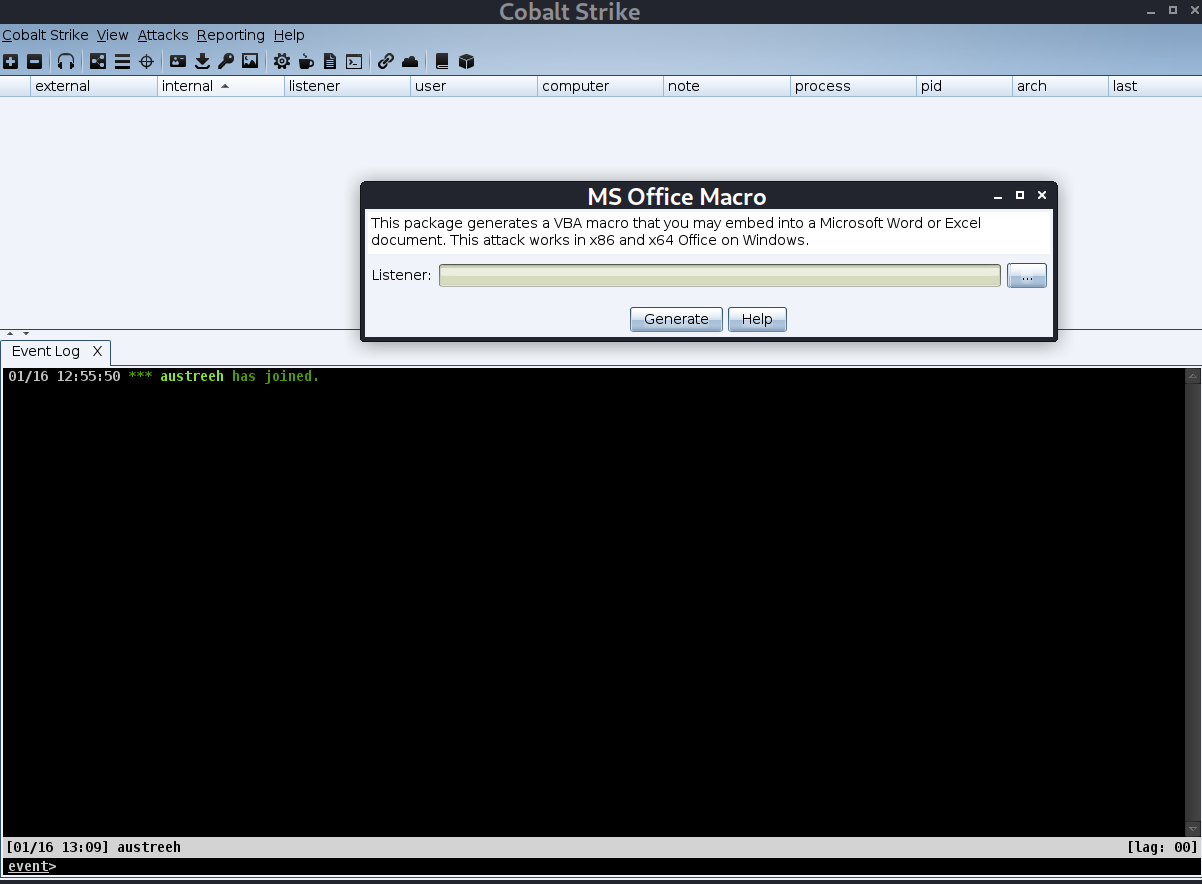 Cobalt Strike
Cobalt Strike View Attacks Reporting Help
external internal listener user computer note process pid arch last
MS Office Macro
This package generates a VBA macro that you may embed into a Microsoft Word or Excel
document. This attack works in x86 and x64 Office on Windows.
Listener: ...
Generate Help
Event Log X
01/16 12:55:50 *** austreeh has joined.
[01/16 13:09] austreeh [lag: 00]
event>